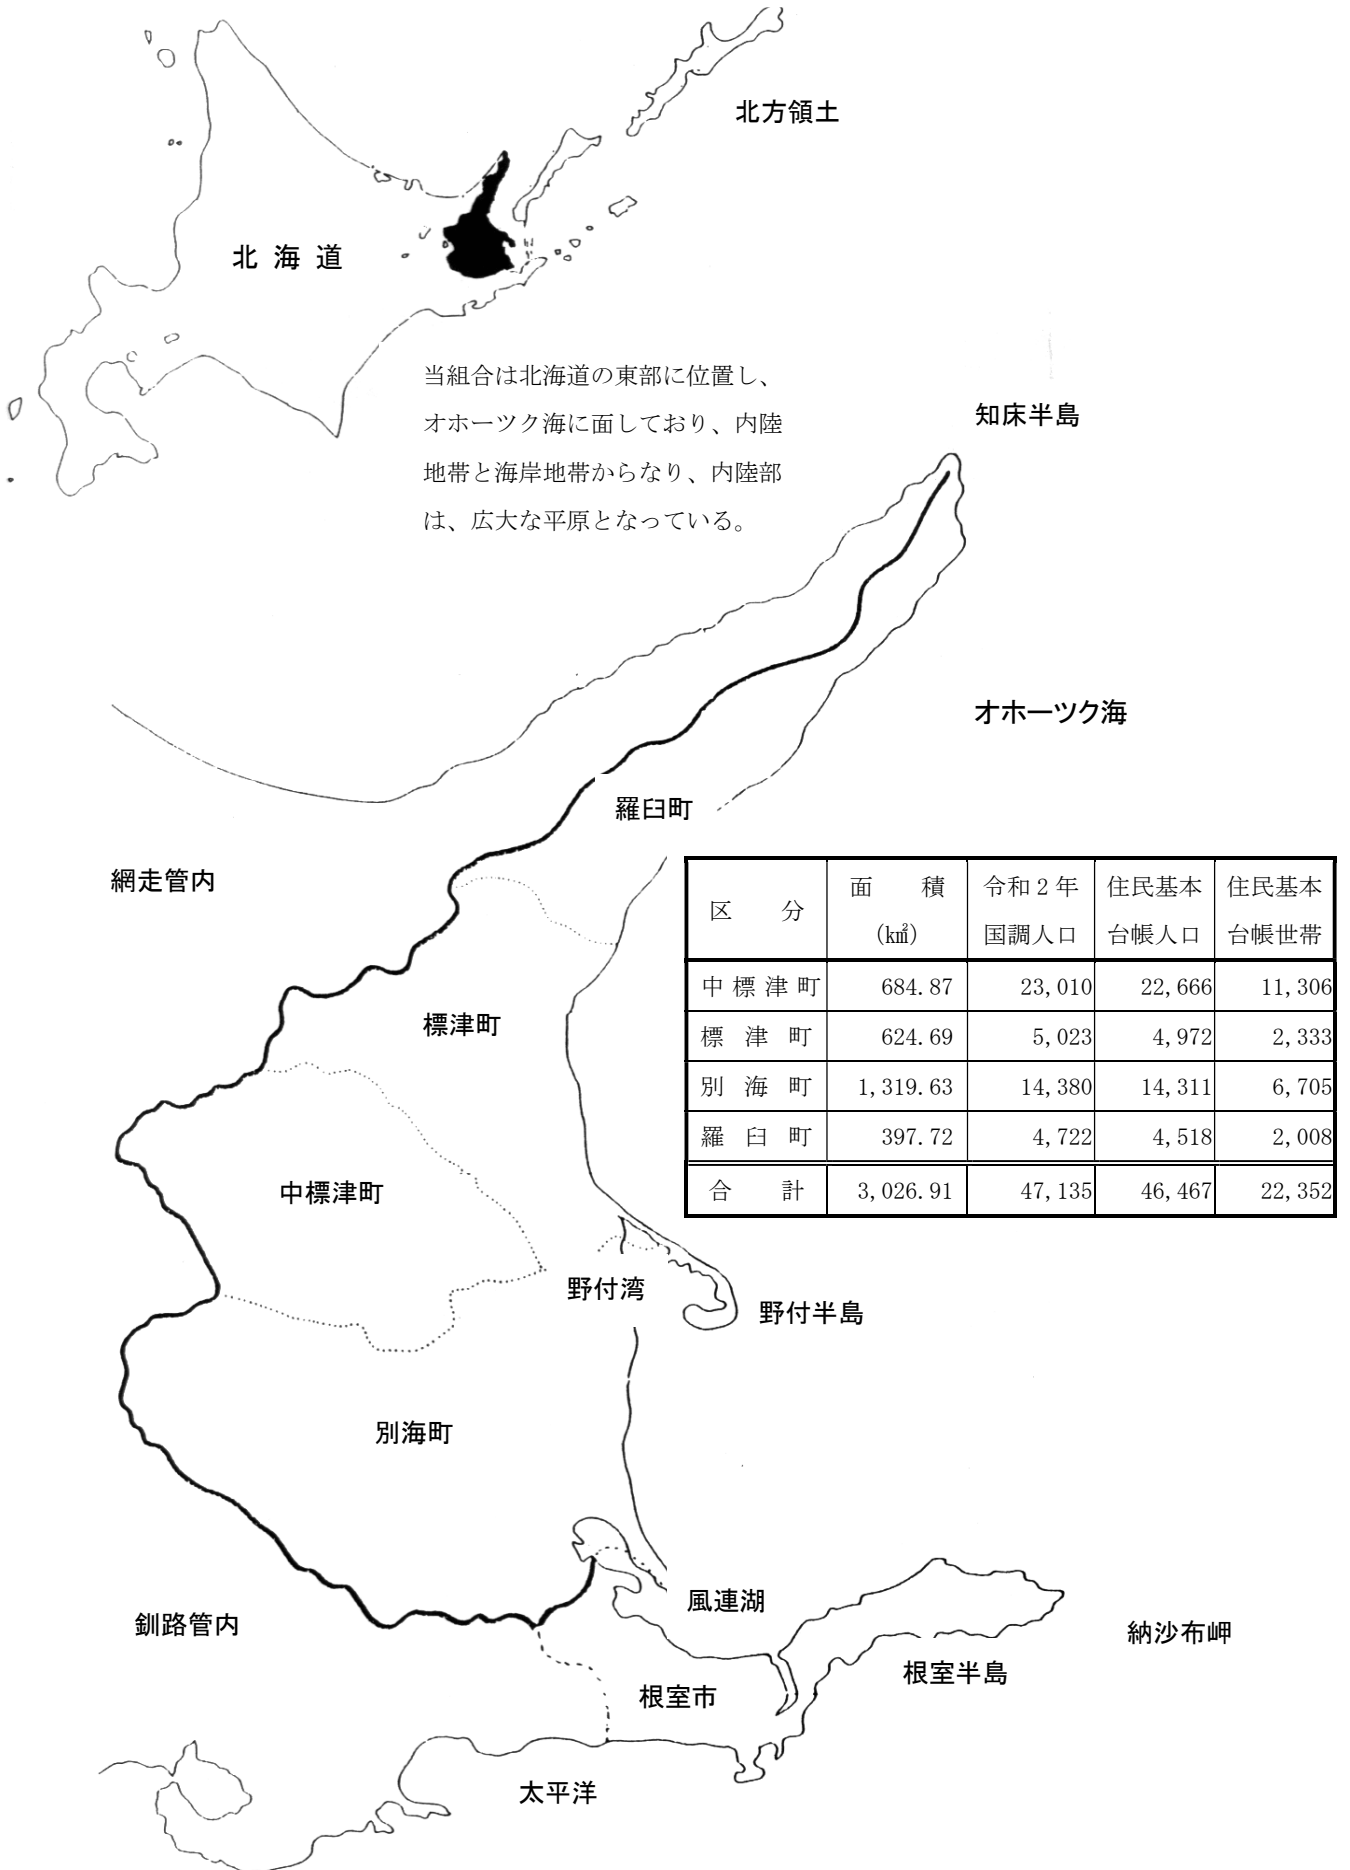 北方領土
北海道
当組合は北海道の東部に位置し、
オホーツク海に面しており、内陸
地帯と海岸地帯からなり、内陸部
は、広大な平原となっている。
知床半島
オホーツク海
羅臼町
網走管内
区　分　面　積(㎢)　令和2年国調人口　住民基本台帳人口　住民基本台帳世帯
中標津町　684.87　23,010　22,666　11,306
標津町　624.69　5,023　4,972　2,333
別海町　1,319.63　14,380　14,311　6,705
羅臼町　397.72　4,722　4,518　2,008
合計　3,026.91　47,135　46,467　22,352
標津町
中標津町
野付湾
野付半島
別海町
風連湖
釧路管内
納沙布岬
根室半島
根室市
太平洋